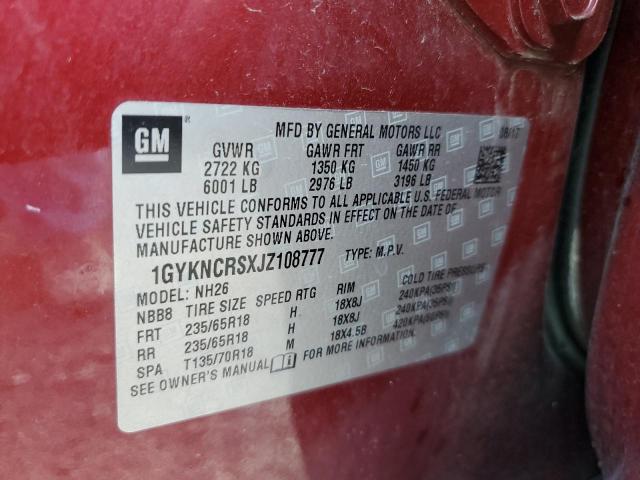 GM ®
MFD BY GENERAL MOTORS LLC 08/17
GVWR GAWR FRT GAWR RR
2722 KG 1350 KG 1450 KG
6001 LB 2976 LB 3196 LB
THIS VEHICLE CONFORMS TO ALL APPLICABLE U.S. FEDERAL MOTOR
VEHICLE SAFETY STANDARDS IN EFFECT ON THE DATE OF
MANUFACTURE SHOWN ABOVE.
1GYKNCRSXJZ108777 TYPE: M.P.V.
MODEL: NH26
NBB8 TIRE SIZE SPEED RTG RIM COLD TIRE PRESSURE
FRT 235/65R18 H 18X8J 240KPA(35PSI)
RR 235/65R18 H 18X8J 240KPA(35PSI)
SPA T135/70R18 M 18X4.5B 420KPA(60PSI)
SEE OWNER'S MANUAL FOR MORE INFORMATION.